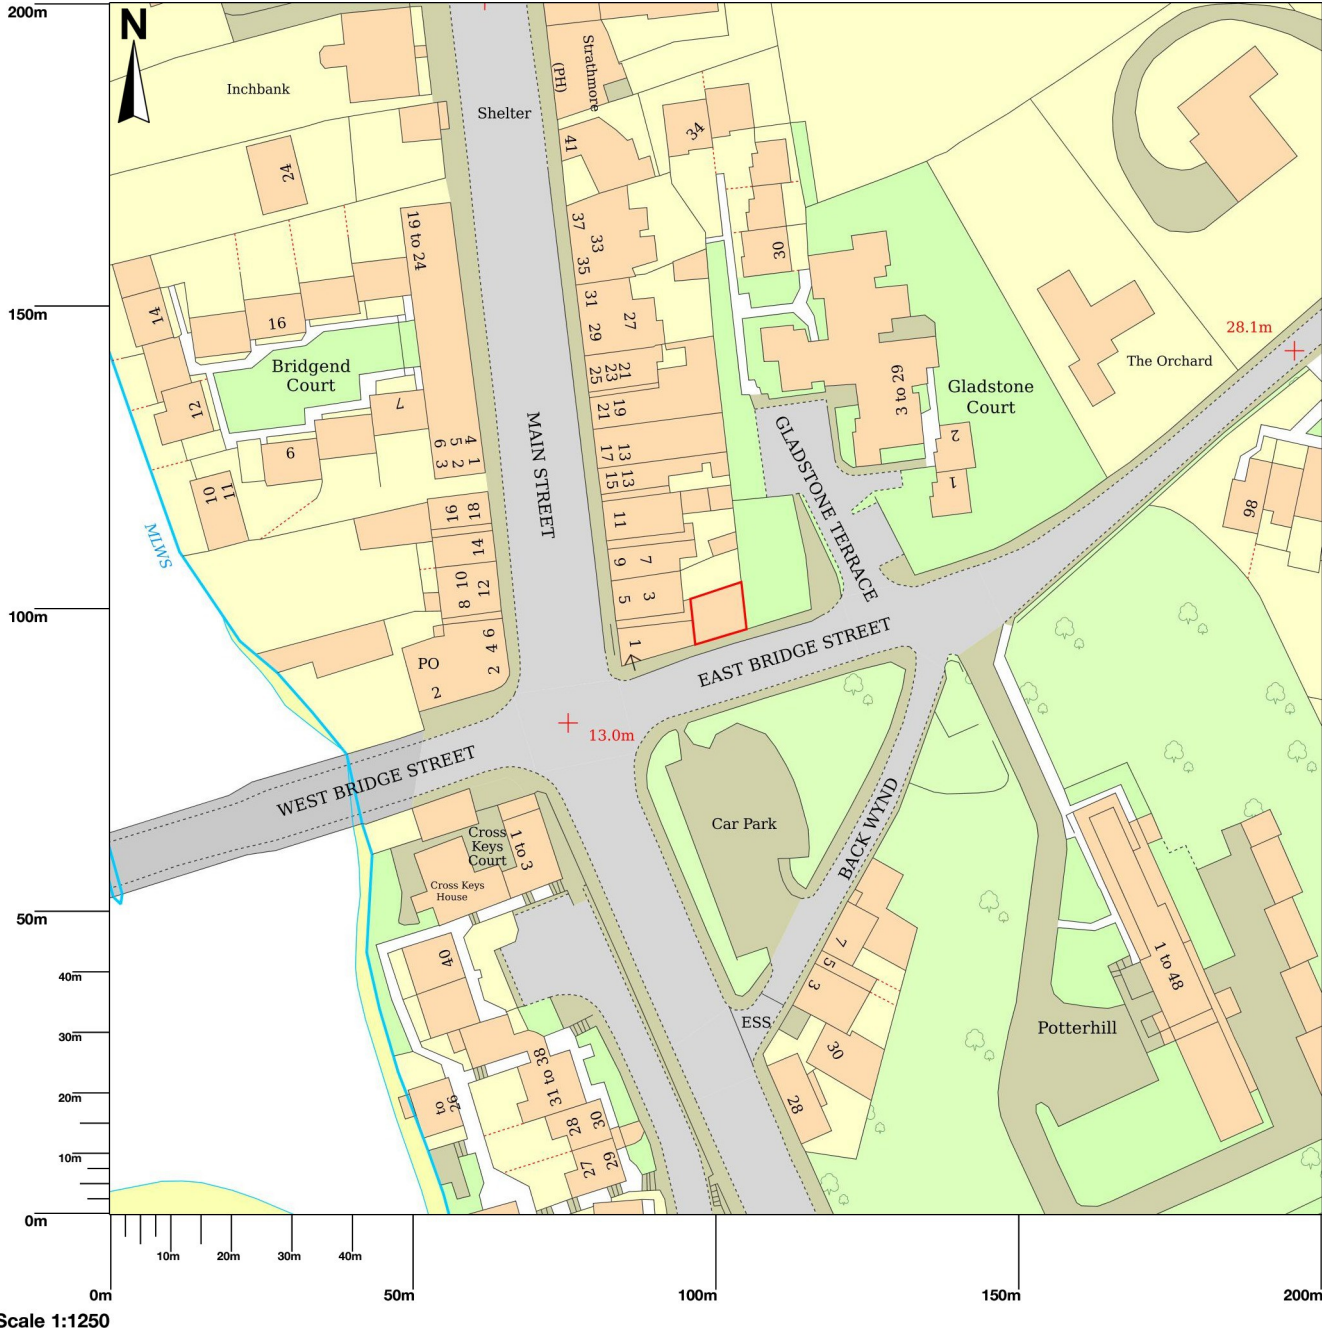 200m
N
Inchbank
Shelter
(PH)
Strathmore
41
34
24
19 to 24
37
33
35
30
14
16
31
29
27
150m
28.1m
Bridgend
Court
The Orchard
21
23
25
3 to 29
Gladstone
Court
12
7
19
21
MAIN STREET
GLADSTONE TERRACE
2
9
4
5
6
1
2
3
13
17
13
15
1
10
11
18
16
11
98
MLWS
14
7
9
10
12
8
3
5
100m
6
4
2
1
EAST BRIDGE STREET
PO
2
13.0m
WEST BRIDGE STREET
Cross
Keys
Court
1 to 3
Car Park
BACK WYND
Cross Keys
House
50m
40
7
5
3
1 to 48
40m
ESS
Potterhill
30m
31 to 38
30
20m
26
to
30
28
28
10m
29
27
0m
10m
20m
30m
40m
0m
50m
100m
150m
200m
Scale 1:1250